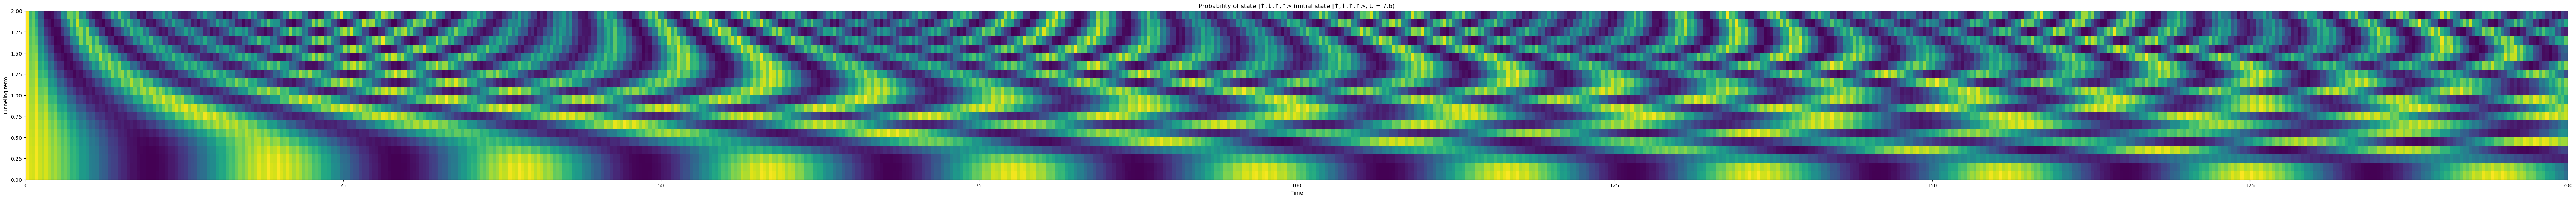 Probability of state |↑,↓,↑,↑> (initial state |↑,↓,↑,↑>, U = 7.6)
2.00
1.75
1.50
1.25
1.00
0.75
0.50
0.25
0.00
Tunneling term
0 25 50 75 100 125 150 175 200
Time